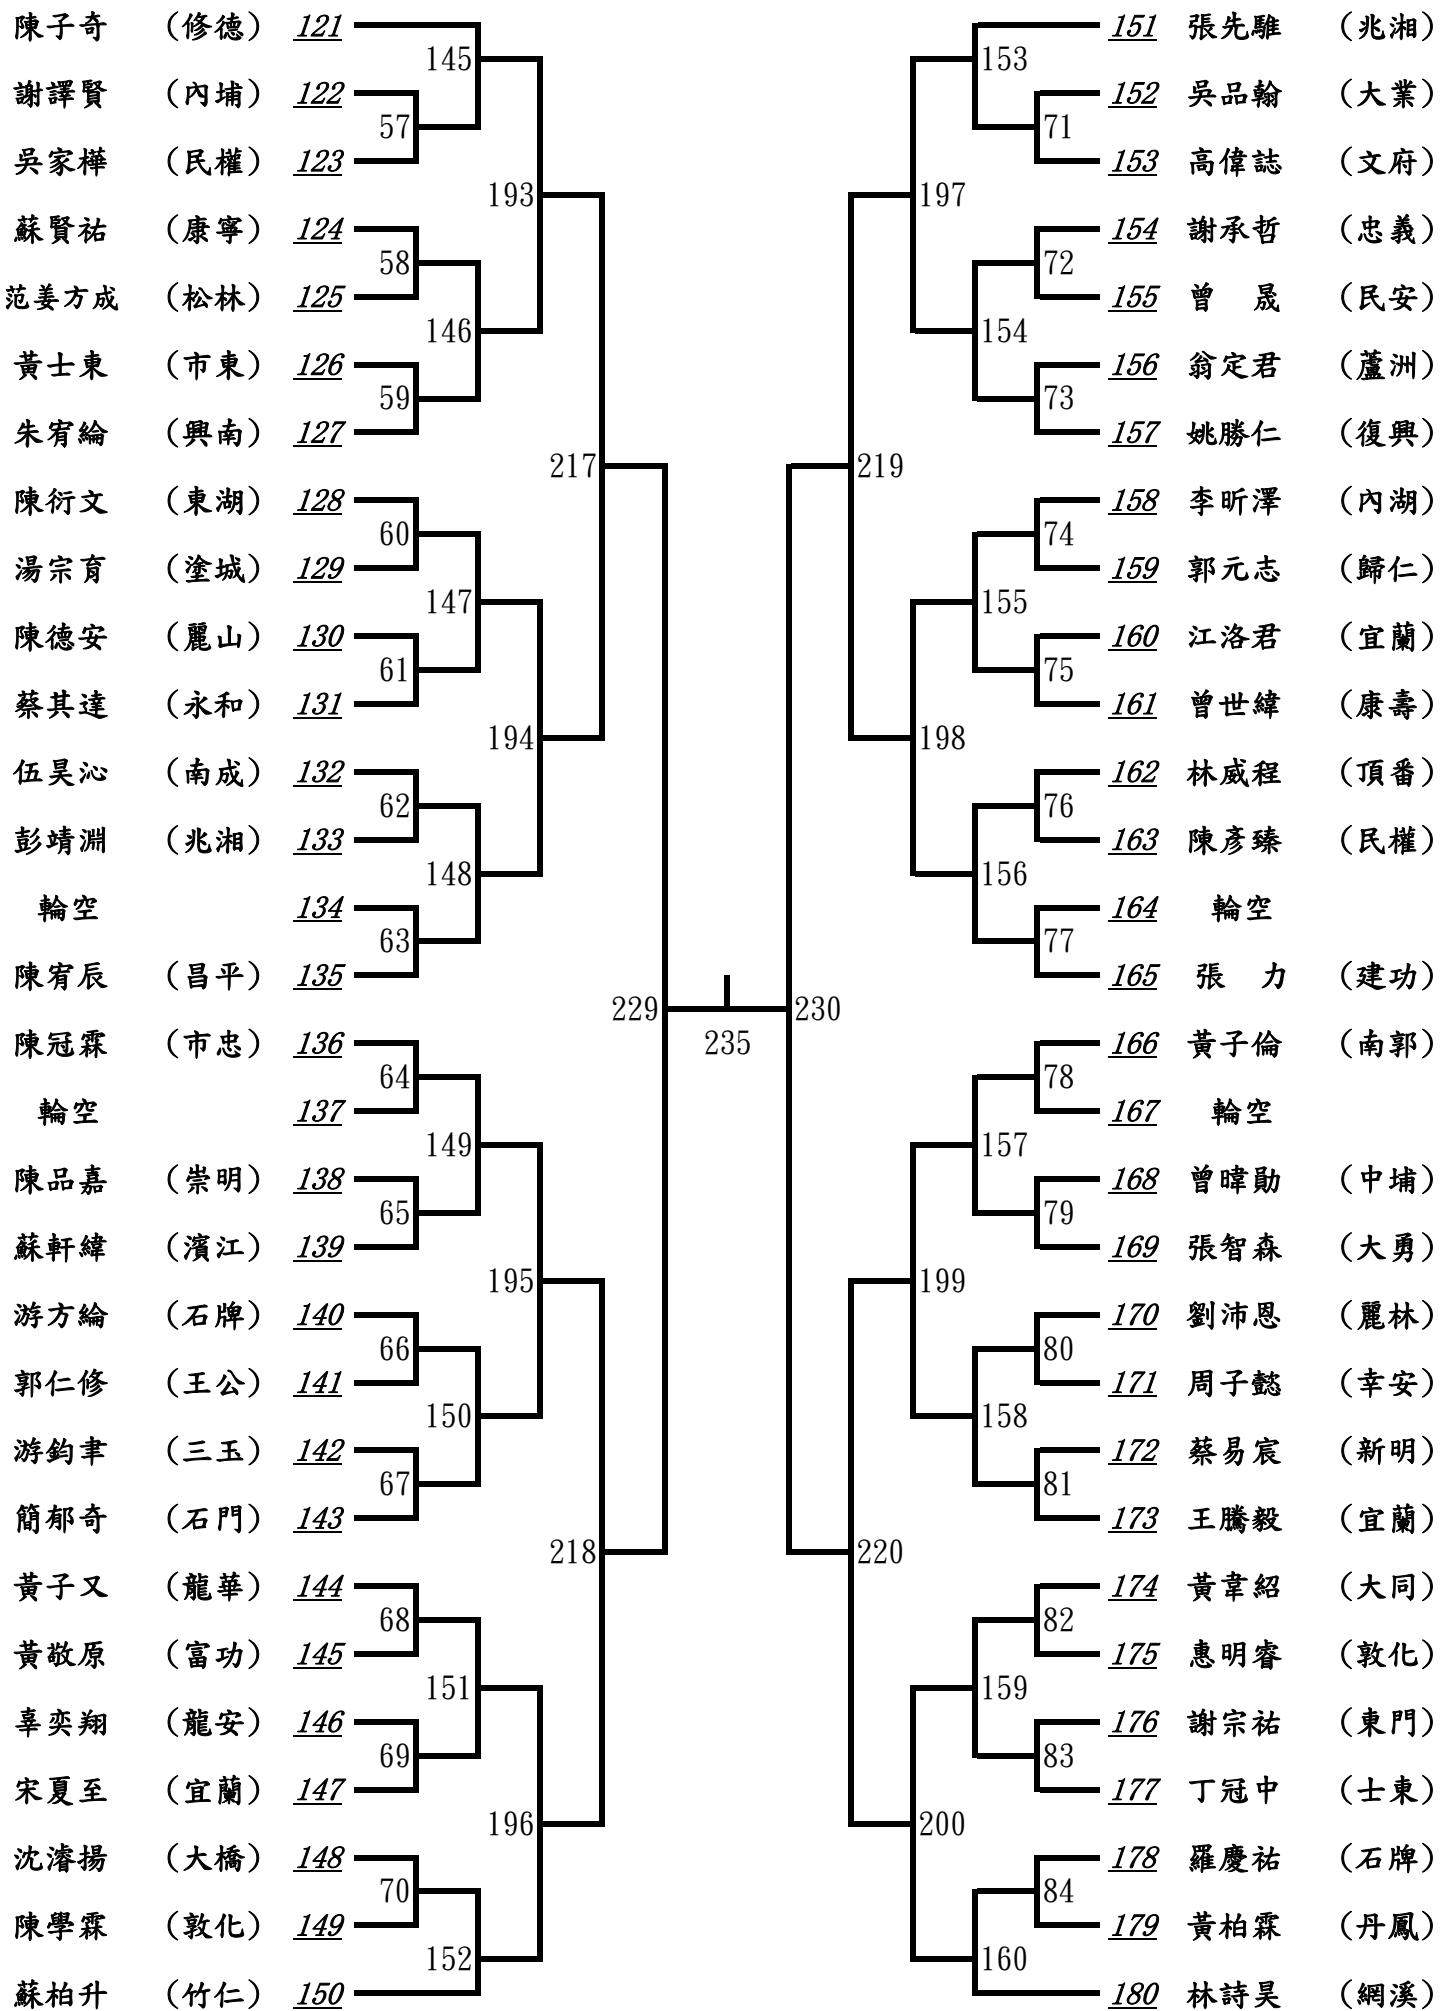 陳子奇 (修德) 121 151 張先騅 (兆湘)
145 153
謝譯賢 (內埔) 122 152 吳品翰 (大業)
57 71
吳家樺 (民權) 123 153 高偉誌 (文府)
193 197
蘇賢祐 (康寧) 124 154 謝承哲 (忠義)
58 72
范姜方成 (松林) 125 155 曾 晟 (民安)
146 154
黃士東 (市東) 126 156 翁定君 (蘆洲)
59 73
朱宥綸 (興南) 127 157 姚勝仁 (復興)
217 219
陳衍文 (東湖) 128 158 李昕澤 (內湖)
60 74
湯宗育 (塗城) 129 159 郭元志 (歸仁)
147 155
陳德安 (麗山) 130 160 江洛君 (宜蘭)
61 75
蔡其達 (永和) 131 161 曾世緯 (康壽)
194 198
伍昊沁 (南成) 132 162 林威程 (頂番)
62 76
彭靖淵 (兆湘) 133 163 陳彥臻 (民權)
148 156
輪空 134 164 輪空
63 77
陳宥辰 (昌平) 135 165 張 力 (建功)
229 230
235
陳冠霖 (市忠) 136 166 黃子倫 (南郭)
64 78
輪空 137 167 輪空
149 157
陳品嘉 (崇明) 138 168 曾暐勛 (中埔)
65 79
蘇軒緯 (濱江) 139 169 張智森 (大勇)
195 199
游方綸 (石牌) 140 170 劉沛恩 (麗林)
66 80
郭仁修 (王公) 141 171 周子懿 (幸安)
150 158
游鈞聿 (三玉) 142 172 蔡易宸 (新明)
67 81
簡郁奇 (石門) 143 173 王騰毅 (宜蘭)
218 220
黃子又 (龍華) 144 174 黃韋紹 (大同)
68 82
黃敬原 (富功) 145 175 惠明睿 (敦化)
151 159
辜奕翔 (龍安) 146 176 謝宗祐 (東門)
69 83
宋夏至 (宜蘭) 147 177 丁冠中 (士東)
196 200
沈濬揚 (大橋) 148 178 羅慶祐 (石牌)
70 84
陳學霖 (敦化) 149 179 黃柏霖 (丹鳳)
152 160
蘇柏升 (竹仁) 150 180 林詩昊 (網溪)